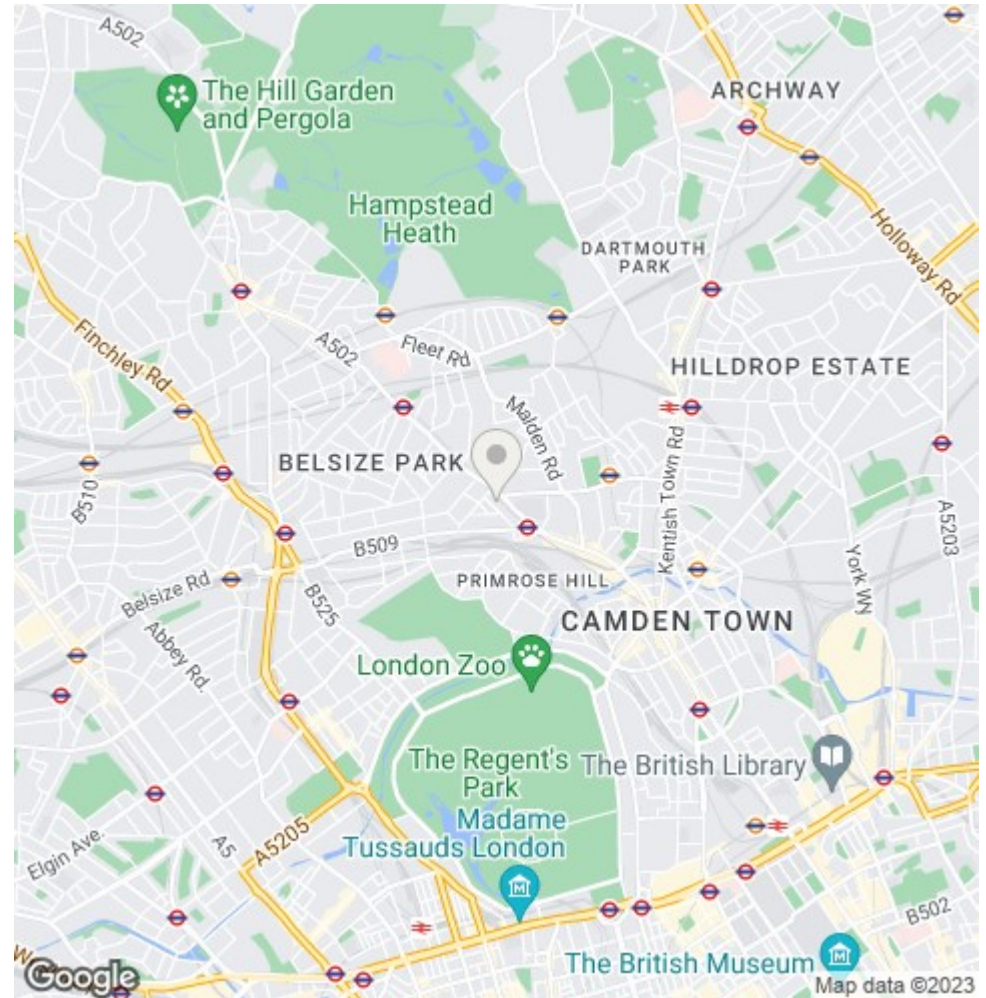 A502
The Hill Garden
and Pergola
ARCHWAY
Hampstead
Heath
DARTMOUTH
PARK
Holloway Rd
Finchley Rd
A502
Fleet Rd
HILLDROP ESTATE
Malden Rd
BELSIZE PARK
Kentish Town Rd
B510
A5203
B509
York Wy
PRIMROSE HILL
Belsize Rd
B525
CAMDEN TOWN
Abbey Rd.
London Zoo
The Regent's
Park
The British Library
Madame
Tussauds London
A5205
A5
Elgin Ave.
B502
The British Museum
Google
Map data ©2023